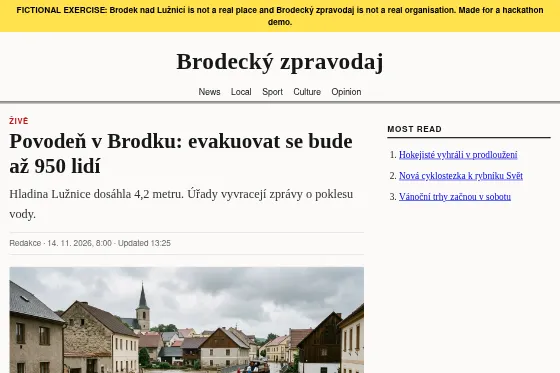 FICTIONAL EXERCISE: Brodek nad Lužnicí is not a real place and Brodecký zpravodaj is not a real organisation. Made for a hackathon
demo.
Brodecký zpravodaj
News Local Sport Culture Opinion
ŽIVĚ
Povodeň v Brodku: evakuovat se bude
až 950 lidí
Hladina Lužnice dosáhla 4,2 metru. Úřady vyvracejí zprávy o poklesu
vody.
Redakce · 14. 11. 2026, 8:00 · Updated 13:25
MOST READ
1. Hokejisté vyhráli v prodloužení
2. Nová cyklostezka k rybníku Svět
3. Vánoční trhy začnou v sobotu